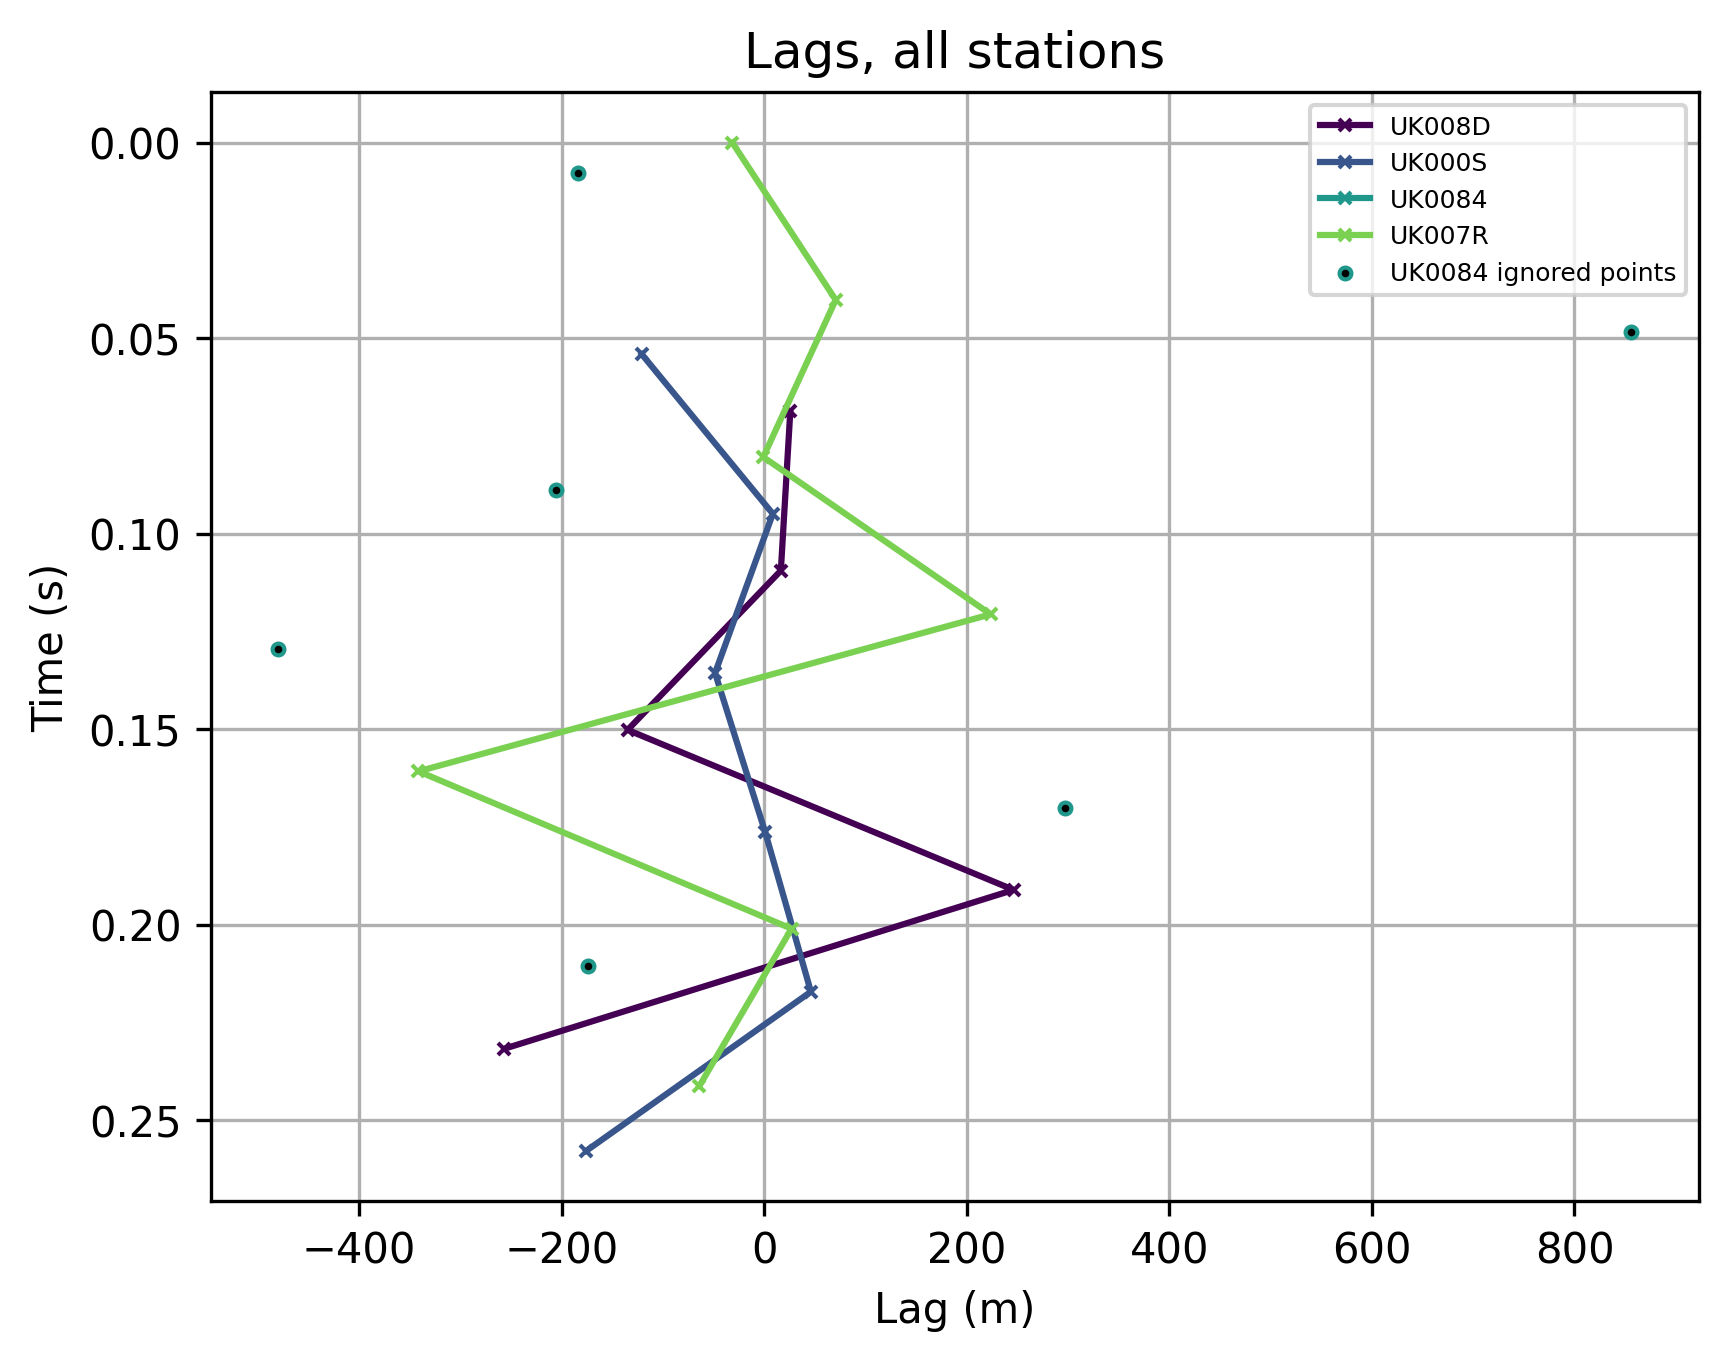 Lags, all stations
UK008D
UK000S
UK0084
UK007R
UK0084 ignored points
0.00
0.05
0.10
0.15
0.20
0.25
Time (s)
−400
−200
0
200
400
600
800
Lag (m)